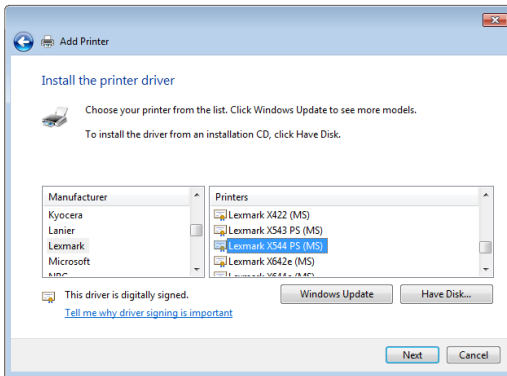 Add Printer
Install the printer driver
Choose your printer from the list. Click Windows Update to see more models.
To install the driver from an installation CD, click Have Disk.
Manufacturer
Kyocera
Lanier
Lexmark
Microsoft
Printers
Lexmark X422 (MS)
Lexmark X543 PS (MS)
Lexmark X544 PS (MS)
Lexmark X642e (MS)
This driver is digitally signed.
Windows Update
Have Disk...
Tell me why driver signing is important
Next
Cancel